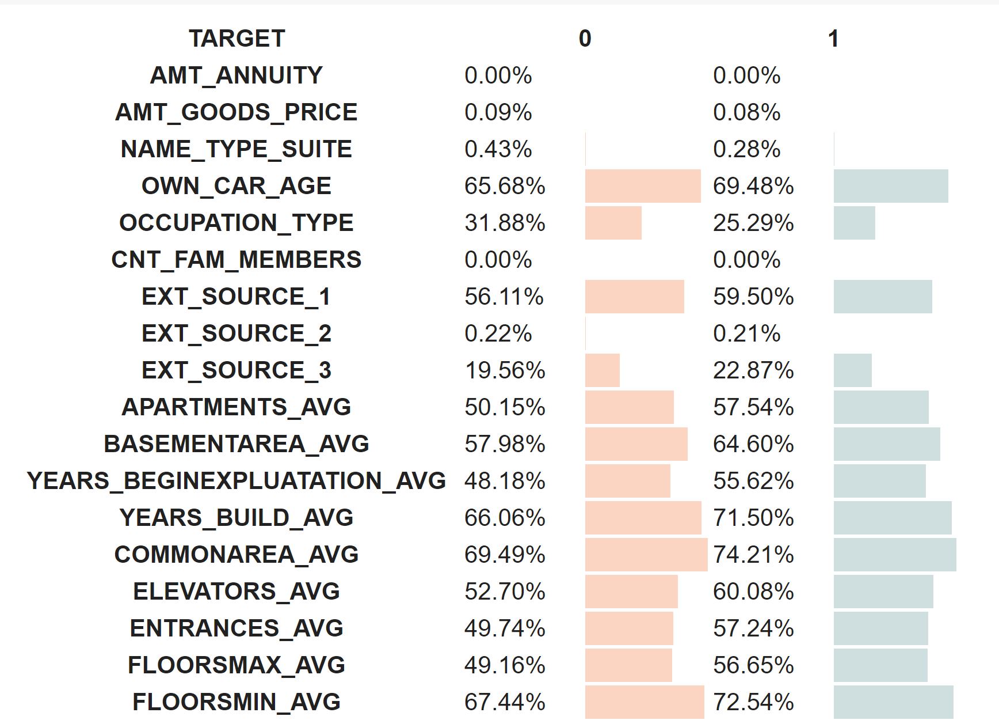 TARGET 0 1
AMT_ANNUITY 0.00% 0.00%
AMT_GOODS_PRICE 0.09% 0.08%
NAME_TYPE_SUITE 0.43% 0.28%
OWN_CAR_AGE 65.68% 69.48%
OCCUPATION_TYPE 31.88% 25.29%
CNT_FAM_MEMBERS 0.00% 0.00%
EXT_SOURCE_1 56.11% 59.50%
EXT_SOURCE_2 0.22% 0.21%
EXT_SOURCE_3 19.56% 22.87%
APARTMENTS_AVG 50.15% 57.54%
BASEMENTAREA_AVG 57.98% 64.60%
YEARS_BEGINEXPLUATATION_AVG 48.18% 55.62%
YEARS_BUILD_AVG 66.06% 71.50%
COMMONAREA_AVG 69.49% 74.21%
ELEVATORS_AVG 52.70% 60.08%
ENTRANCES_AVG 49.74% 57.24%
FLOORSMAX_AVG 49.16% 56.65%
FLOORSMIN_AVG 67.44% 72.54%